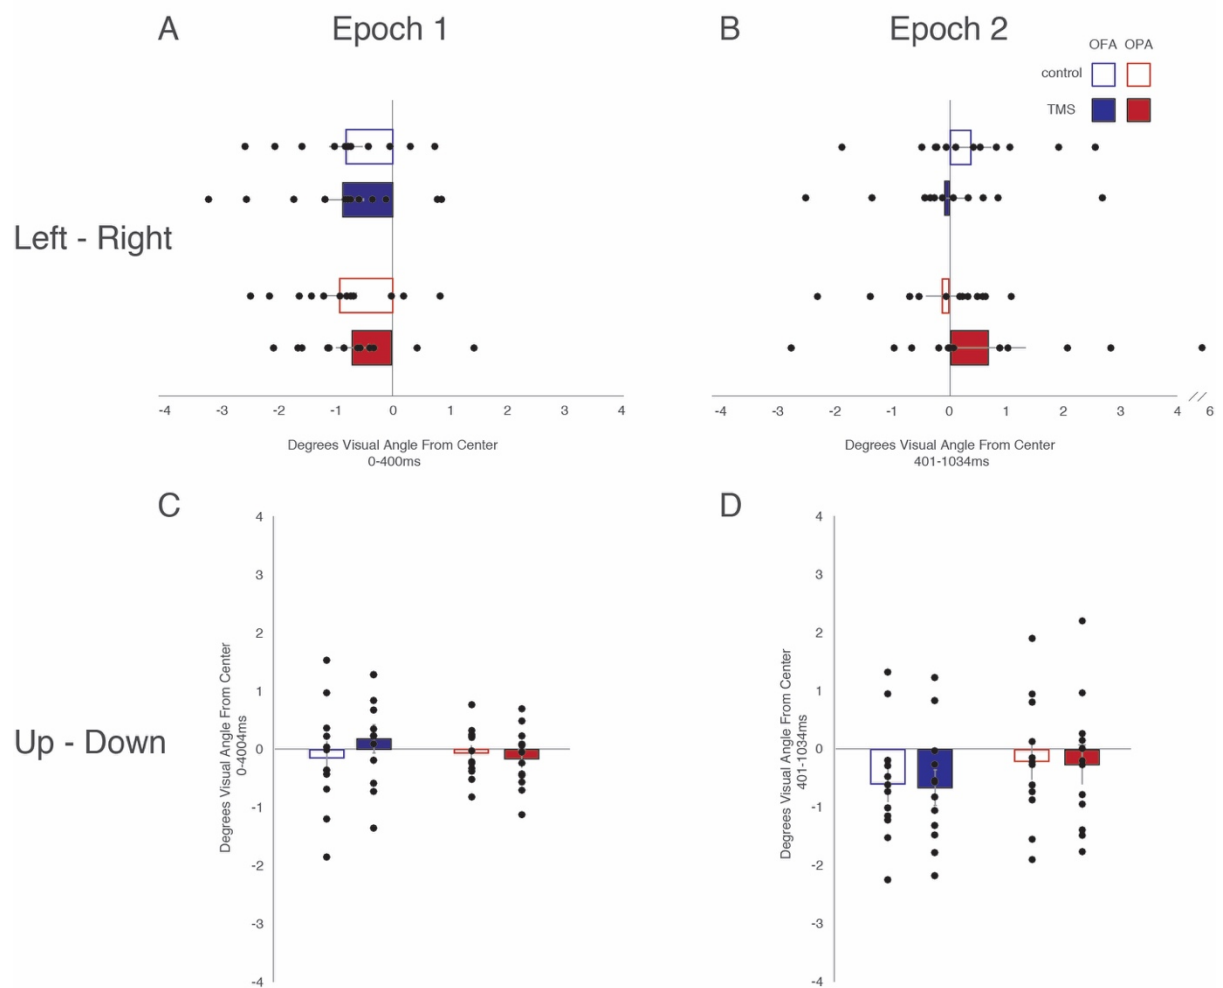 A Epoch 1
B Epoch 2
OFA OPA
control
TMS
Left - Right
-4 -3 -2 -1 0 1 2 3 4
-4 -3 -2 -1 0 1 2 3 4 // 6
Degrees Visual Angle From Center
0-400ms
Degrees Visual Angle From Center
401-1034ms
C
D
Up - Down
4
3
2
1
0
-1
-2
-3
-4
Degrees Visual Angle From Center
0-4004ms
4
3
2
1
0
-1
-2
-3
-4
Degrees Visual Angle From Center
401-1034ms